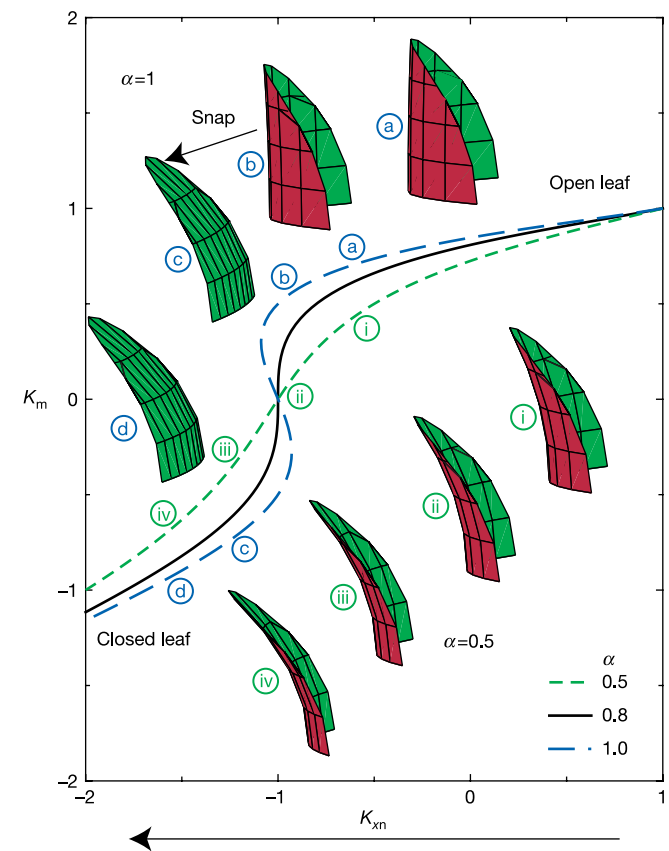 2
α=1
Snap
a
b
Open leaf
c
1
a
b
i
K_m
0
ii
i
d
iii
ii
iv
c
iii
d
−1
Closed leaf
α=0.5
iv
α
0.5
0.8
1.0
−2
−2
−1
0
1
K_xn